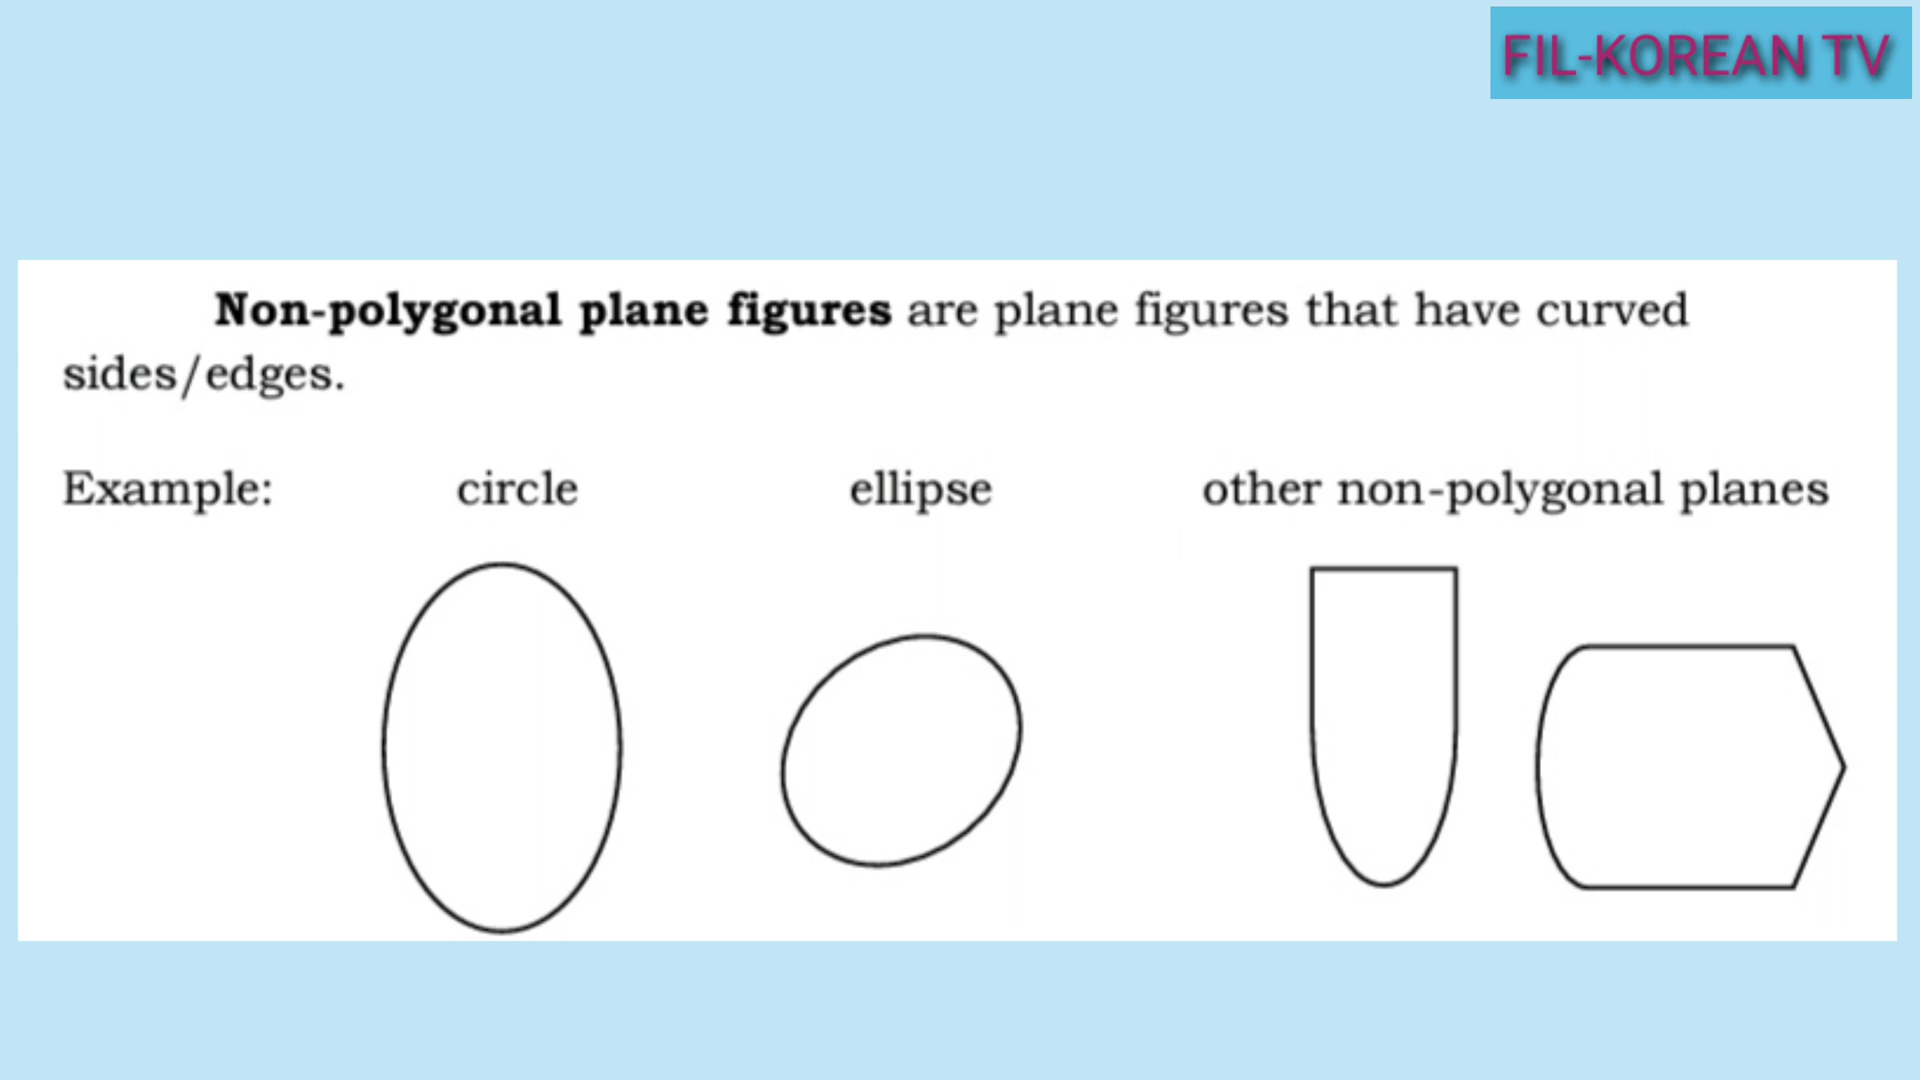 FIL-KOREAN TV
Non-polygonal plane figures are plane figures that have curved
sides/edges.
Example: circle ellipse other non-polygonal planes